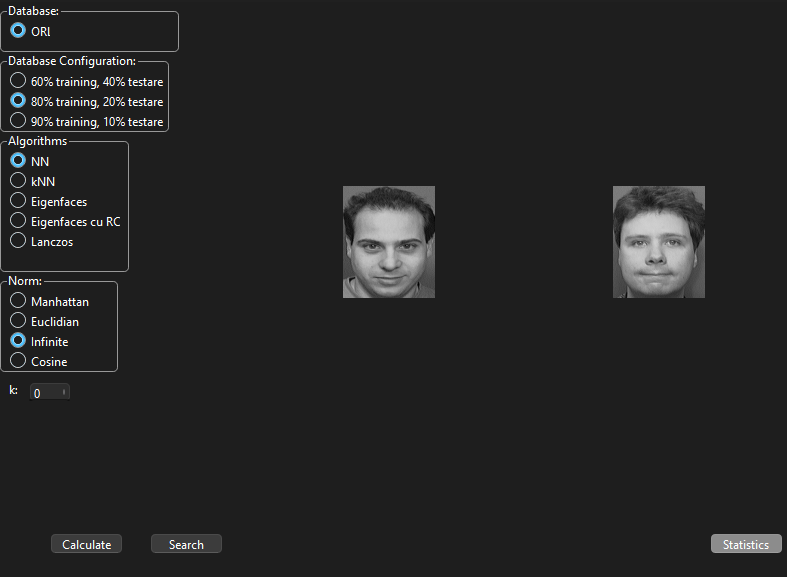 Database:
ORL
Database Configuration:
60% training, 40% testare
80% training, 20% testare
90% training, 10% testare
Algorithms
NN
kNN
Eigenfaces
Eigenfaces cu RC
Lanczos
Norm:
Manhattan
Euclidian
Infinite
Cosine
k: 0
Calculate Search Statistics